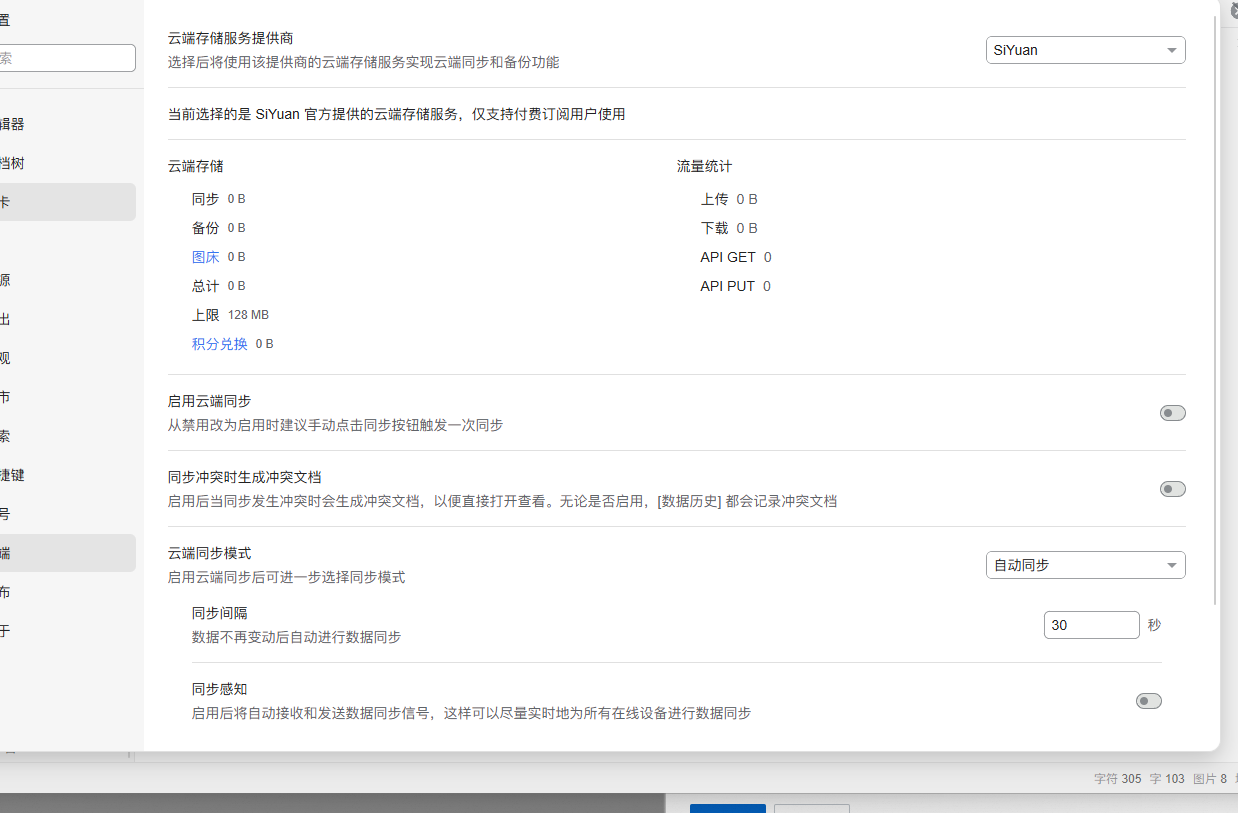 置
索
辑器
档树
卡
源
出
观
市
索
捷键
号
端
布
于
云端存储服务提供商
选择后将使用该提供商的云端存储服务实现云端同步和备份功能
SiYuan
当前选择的是 SiYuan 官方提供的云端存储服务，仅支持付费订阅用户使用
云端存储
同步 0 B
备份 0 B
图床 0 B
总计 0 B
上限 128 MB
积分兑换 0 B
流量统计
上传 0 B
下载 0 B
API GET 0
API PUT 0
启用云端同步
从禁用改为启用时建议手动点击同步按钮触发一次同步
同步冲突时生成冲突文档
启用后当同步发生冲突时会生成冲突文档，以便直接打开查看。无论是否启用，[数据历史] 都会记录冲突文档
云端同步模式
启用云端同步后可进一步选择同步模式
自动同步
同步间隔
数据不再变动后自动进行数据同步
30 秒
同步感知
启用后将自动接收和发送数据同步信号，这样可以尽量实时地为所有在线设备进行数据同步
字符 305 字 103 图片 8